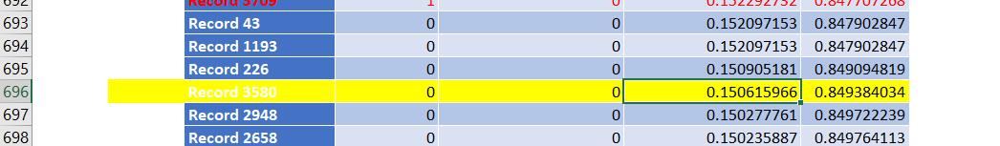 692 Record 3709 1 0 0.152292732 0.847707268
693 Record 43 0 0 0.152097153 0.847902847
694 Record 1193 0 0 0.152097153 0.847902847
695 Record 226 0 0 0.150905181 0.849094819
696 Record 3580 0 0 0.150615966 0.849384034
697 Record 2948 0 0 0.150277761 0.849722239
698 Record 2658 0 0 0.150235887 0.849764113